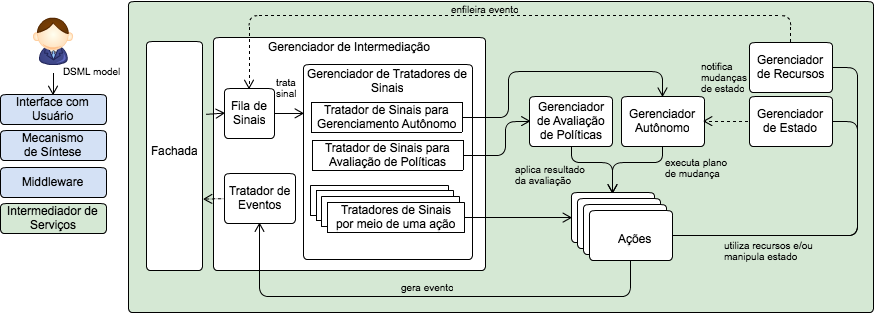 DSML model
Interface com
Usuário
Mecanismo
de Síntese
Middleware
Intermediador de
Serviços
enfileira evento
Fachada
Gerenciador de Intermediação
Fila de
Sinais
trata
sinal
Tratador de
Eventos
Gerenciador de Tratadores de
Sinais
Tratador de Sinais para
Gerenciamento Autônomo
Tratador de Sinais para
Avaliação de Políticas
Tratadores de Sinais
por meio de uma ação
Gerenciador
de Avaliação
de Políticas
Gerenciador
Autônomo
notifica
mudanças
de estado
Gerenciador
de Recursos
Gerenciador
de Estado
aplica resultado
da avaliação
executa plano
de mudança
Ações
utiliza recursos e/ou
manipula estado
gera evento